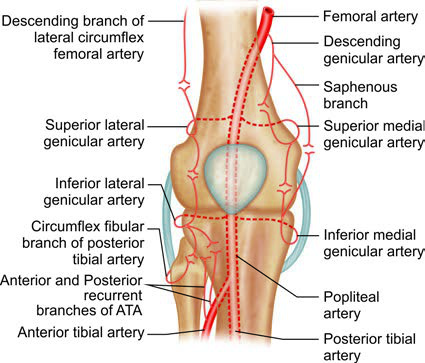 Descending branch of
lateral circumflex
femoral artery
Superior lateral
genicular artery
Inferior lateral
genicular artery
Circumflex fibular
branch of posterior
tibial artery
Anterior and Posterior
recurrent
branches of ATA
Anterior tibial artery
Femoral artery
Descending
genicular artery
Saphenous
branch
Superior medial
genicular artery
Inferior medial
genicular artery
Popliteal
artery
Posterior tibial
artery